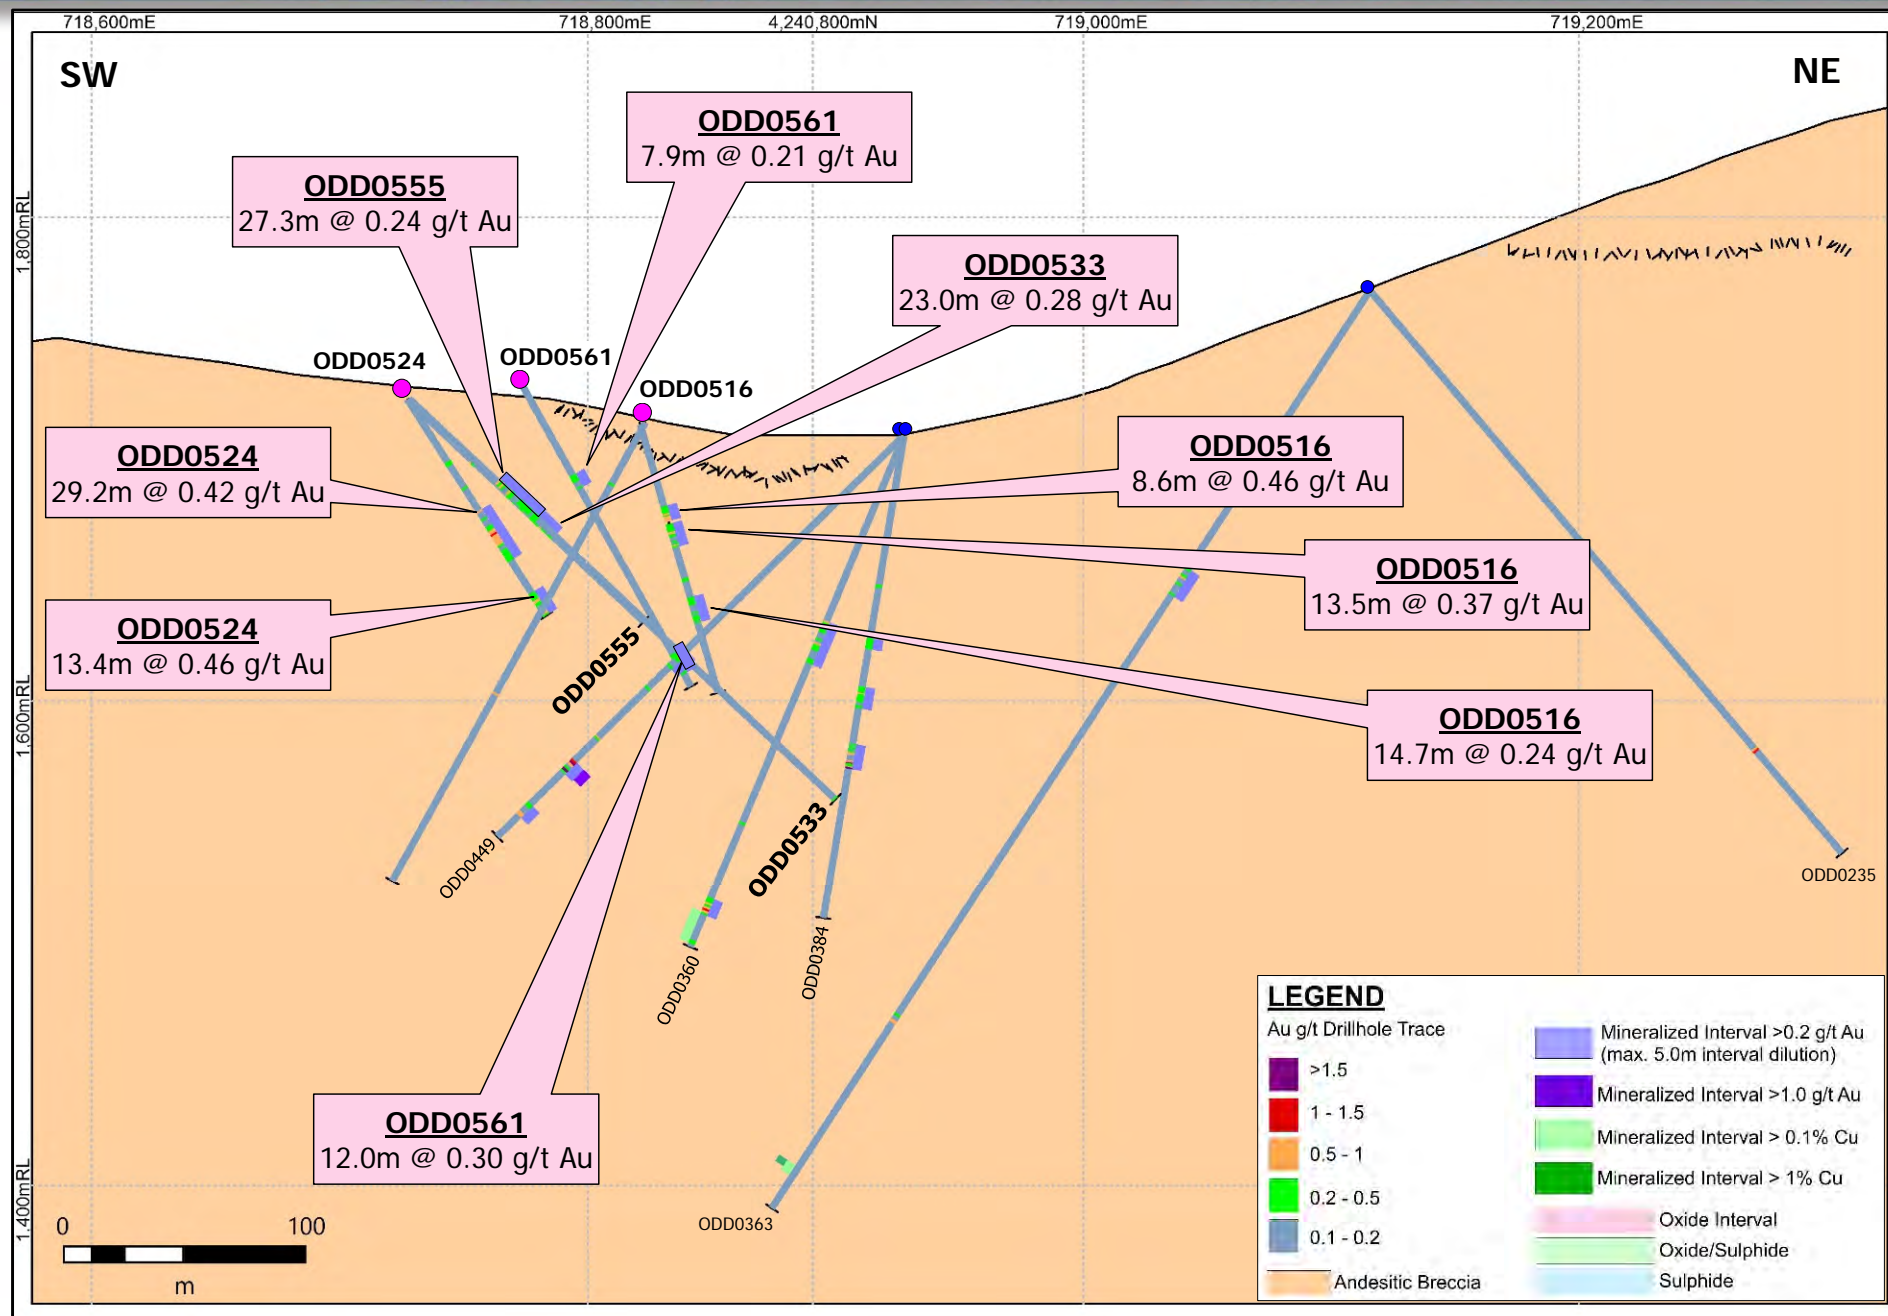 718,600mE
718,800mE
4,240,800mN
719,000mE
719,200mE
SW
NE
ODD0561
7.9m @ 0.21 g/t Au
ODD0555
27.3m @ 0.24 g/t Au
1,800mRL
ODD0533
23.0m @ 0.28 g/t Au
ODD0524
ODD0561
ODD0516
ODD0524
29.2m @ 0.42 g/t Au
ODD0516
8.6m @ 0.46 g/t Au
ODD0516
13.5m @ 0.37 g/t Au
ODD0524
13.4m @ 0.46 g/t Au
ODD0555
1,600mRL
ODD0516
14.7m @ 0.24 g/t Au
ODD0533
ODD0449
ODD0235
ODD0360
ODD0384
ODD0561
12.0m @ 0.30 g/t Au
1,400mRL
ODD0363
0 100
m
LEGEND
Au g/t Drillhole Trace
>1.5
1 - 1.5
0.5 - 1
0.2 - 0.5
0.1 - 0.2
Andesitic Breccia
Mineralized Interval >0.2 g/t Au
(max. 5.0m interval dilution)
Mineralized Interval >1.0 g/t Au
Mineralized Interval > 0.1% Cu
Mineralized Interval > 1% Cu
Oxide Interval
Oxide/Sulphide
Sulphide